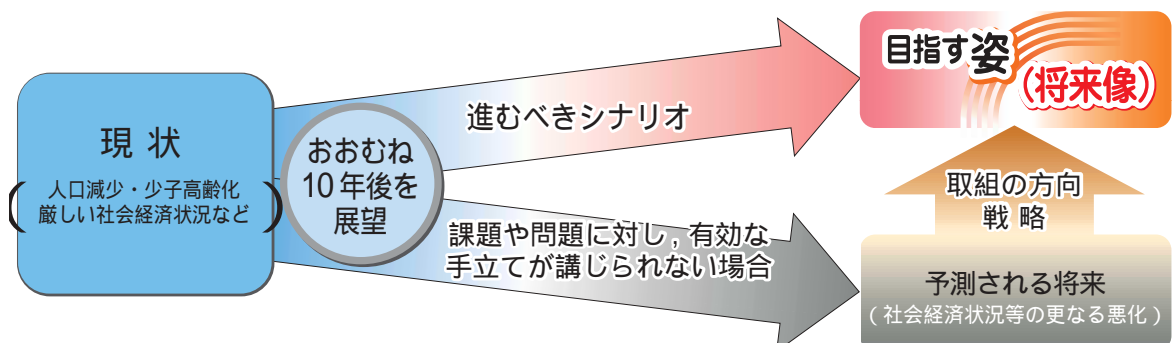 現状
(人口減少・少子高齢化
厳しい社会経済状況など)
おおむね
10年後を
展望
進むべきシナリオ
課題や問題に対し，有効な
手立てが講じられない場合
目指す姿
(将来像)
取組の方向
戦略
予測される将来
(社会経済状況等の更なる悪化)